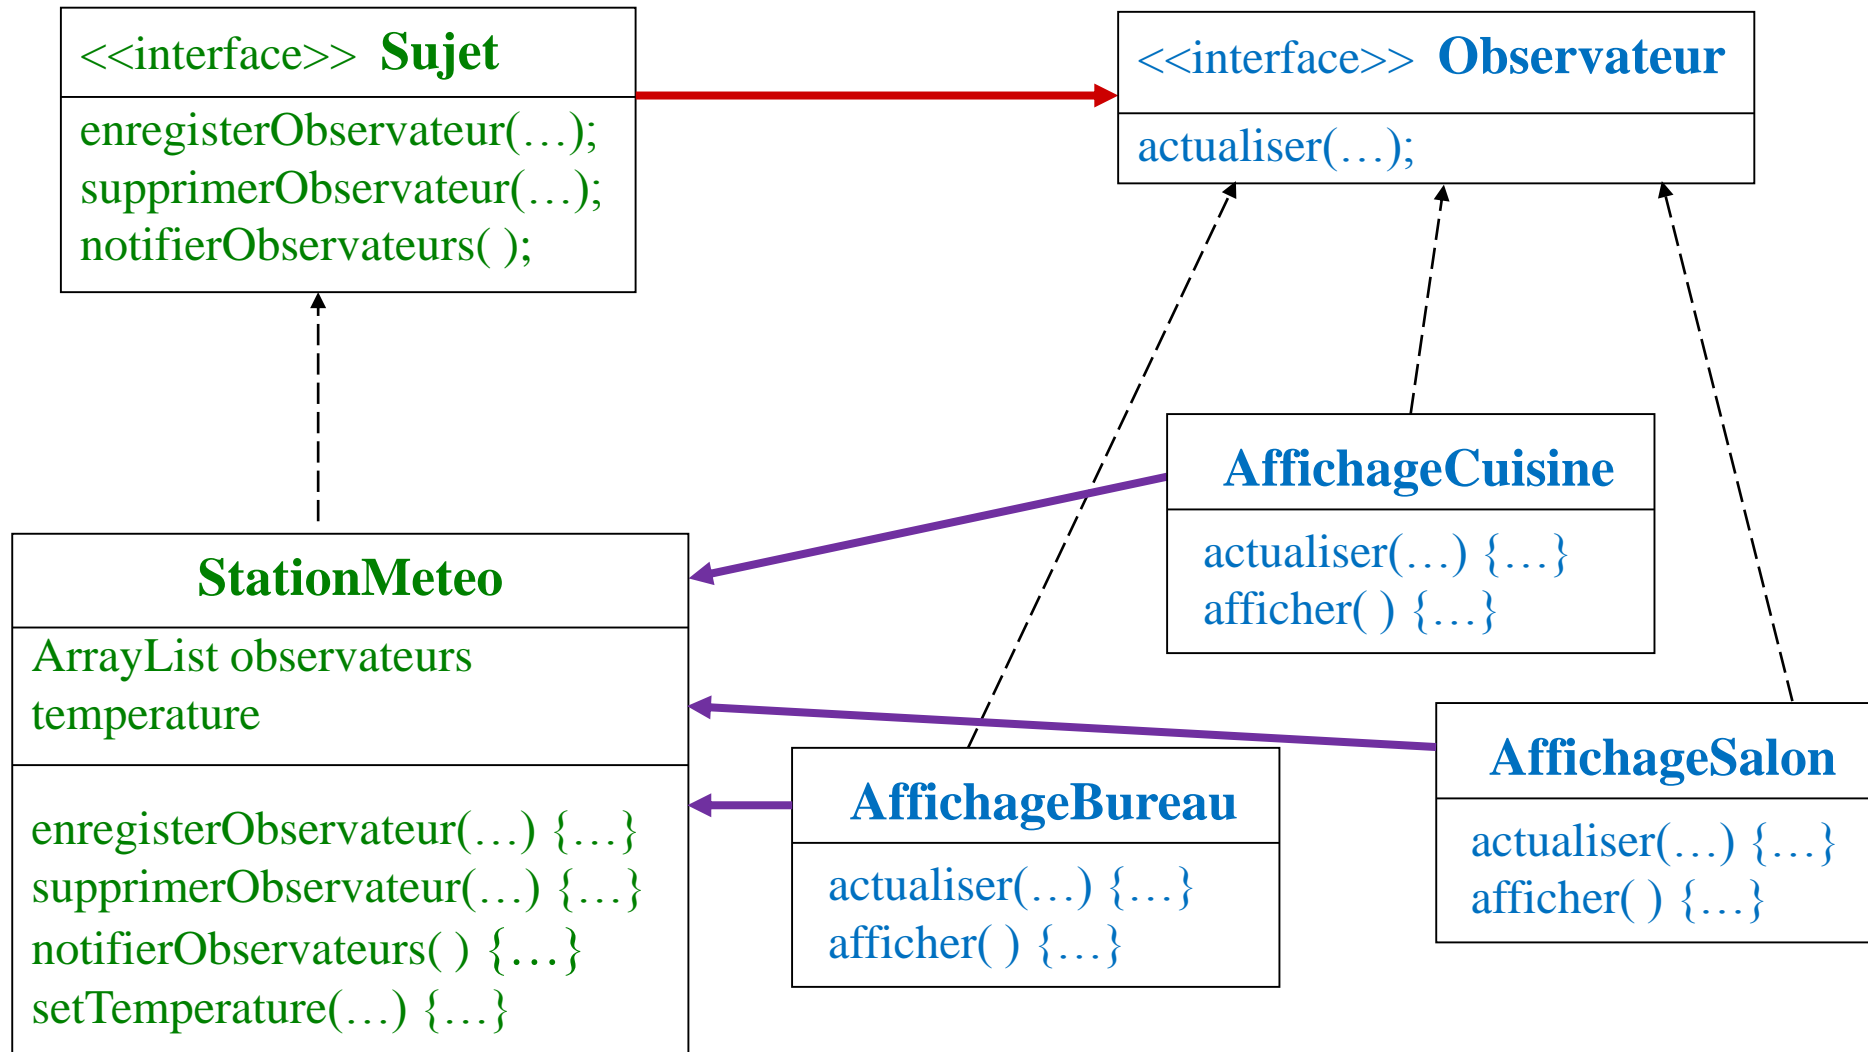 <<interface>> Sujet
enregisterObservateur(…);
supprimerObservateur(…);
notifierObservateurs( );
<<interface>> Observateur
actualiser(…);
AffichageCuisine
actualiser(…) {…}
afficher( ) {…}
StationMeteo
ArrayList observateurs
temperature
enregisterObservateur(…) {…}
supprimerObservateur(…) {…}
notifierObservateurs( ) {…}
setTemperature(…) {…}
AffichageBureau
actualiser(…) {…}
afficher( ) {…}
AffichageSalon
actualiser(…) {…}
afficher( ) {…}